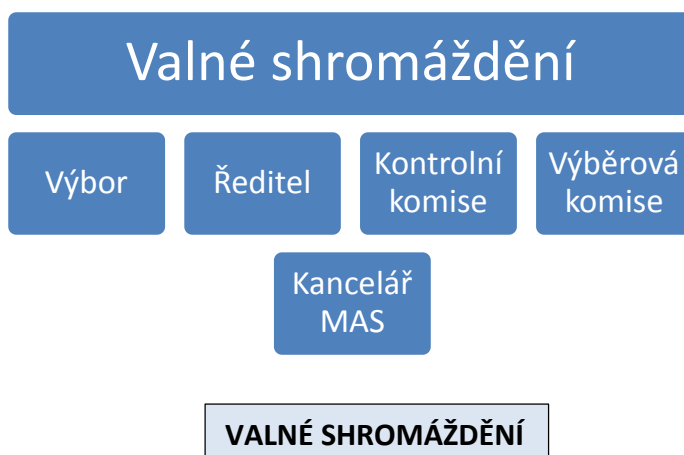 Valné shromáždění
Výbor
Ředitel
Kontrolní
komise
Výběrová
komise
Kancelář
MAS
VALNÉ SHROMÁŽDĚNÍ